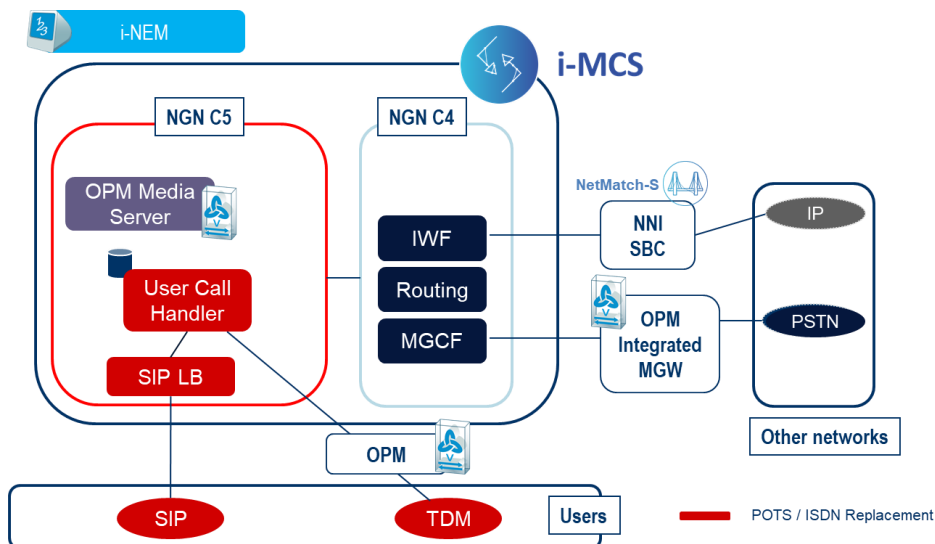 i-NEM
i-MCS
NGN C5
NGN C4
OPM Media
Server
V
NetMatch-S
IWF
NNI
SBC
IP
User Call
Handler
Routing
V
OPM
Integrated
MGW
PSTN
MGCF
SIP LB
Other networks
OPM
V
SIP
TDM
Users
POTS / ISDN Replacement
123